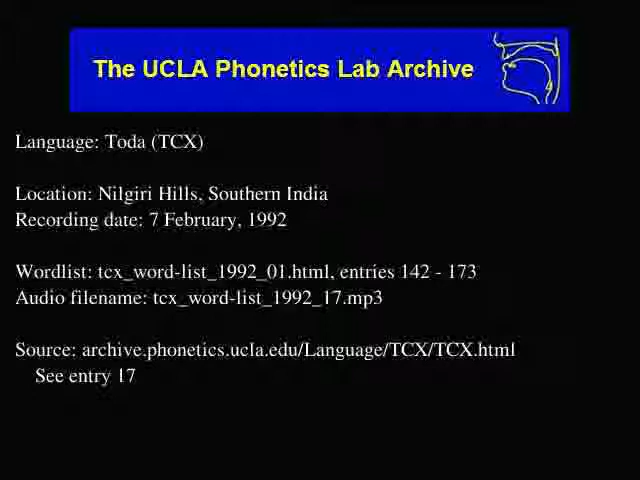 The UCLA Phonetics Lab Archive
Language: Toda (TCX)
Location: Nilgiri Hills, Southern India
Recording date: 7 February, 1992
Wordlist: tcx_word-list_1992_01.html, entries 142 - 173
Audio filename: tcx_word-list_1992_17.mp3
Source: archive.phonetics.ucla.edu/Language/TCX/TCX.html
See entry 17